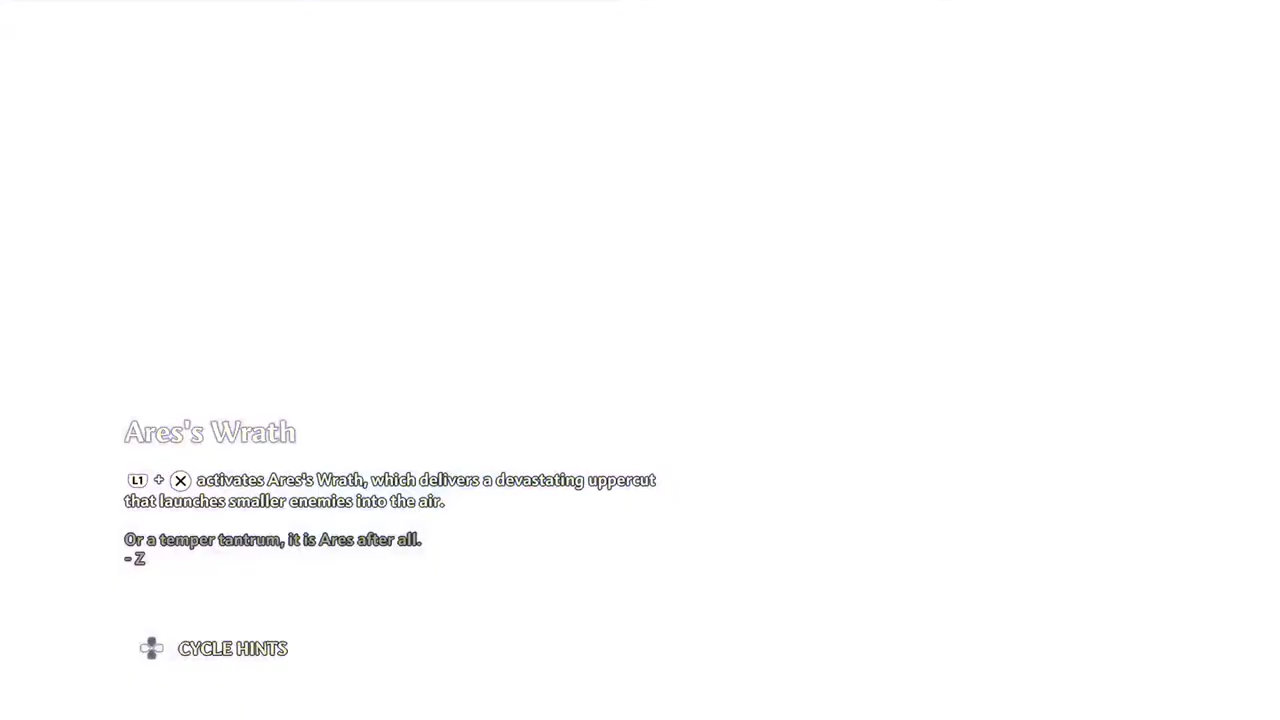 Ares's Wrath
L1 + X activates Ares's Wrath, which delivers a devastating uppercut
that launches smaller enemies into the air.
Or a temper tantrum, it is Ares after all.
- Z
CYCLE HINTS